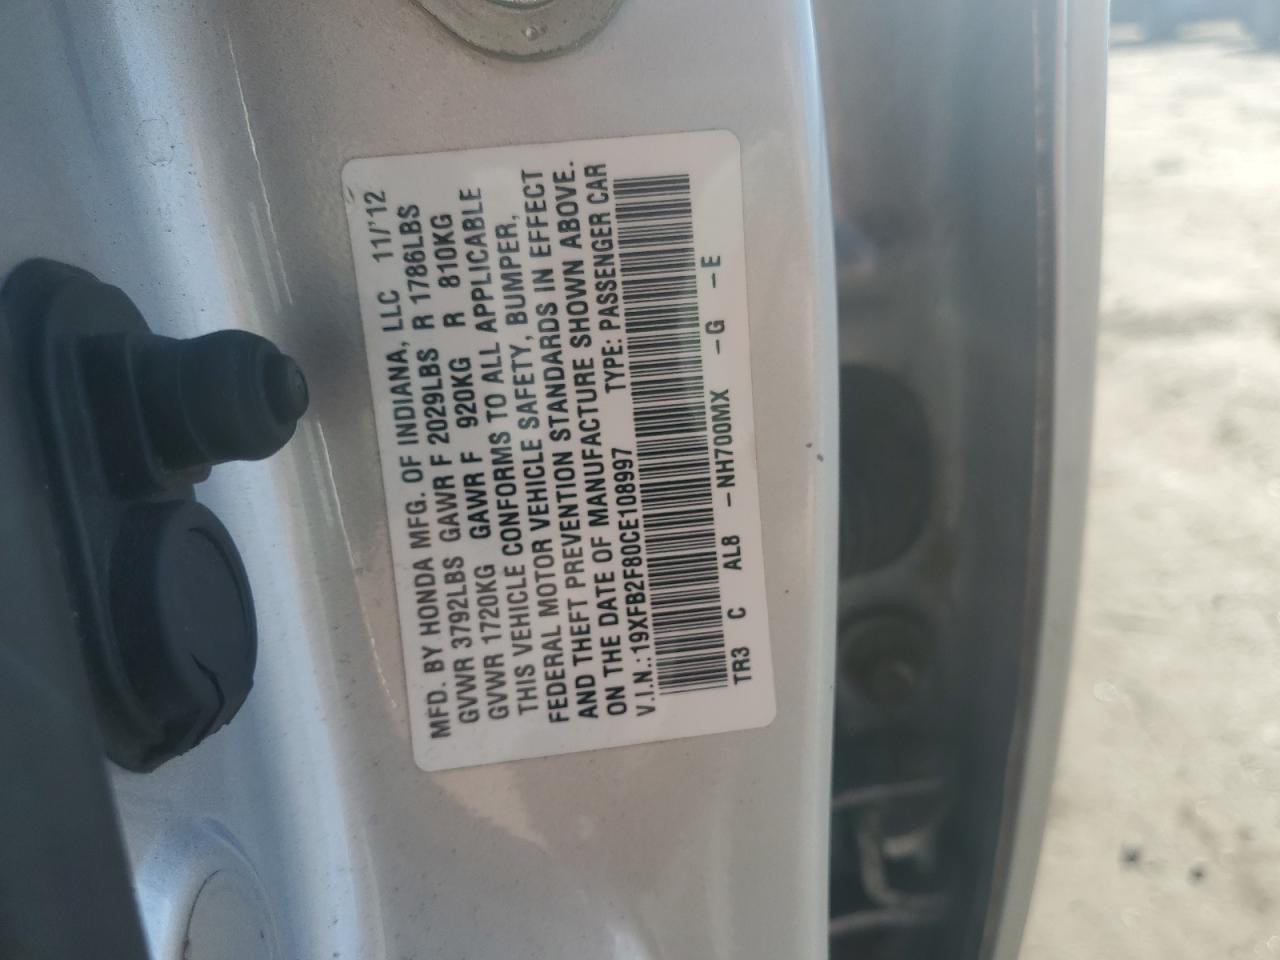 MFD. BY HONDA MFG. OF INDIANA, LLC 11/'12
GVWR 3792LBS GAWR F 2029LBS R 1786LBS
GVWR 1720KG GAWR F 920KG R 810KG
THIS VEHICLE CONFORMS TO ALL APPLICABLE
FEDERAL MOTOR VEHICLE SAFETY, BUMPER,
AND THEFT PREVENTION STANDARDS IN EFFECT
ON THE DATE OF MANUFACTURE SHOWN ABOVE.
V.I.N.:19XFB2F80CE108997 TYPE: PASSENGER CAR
TR3 C AL8 -NH700MX -G -E